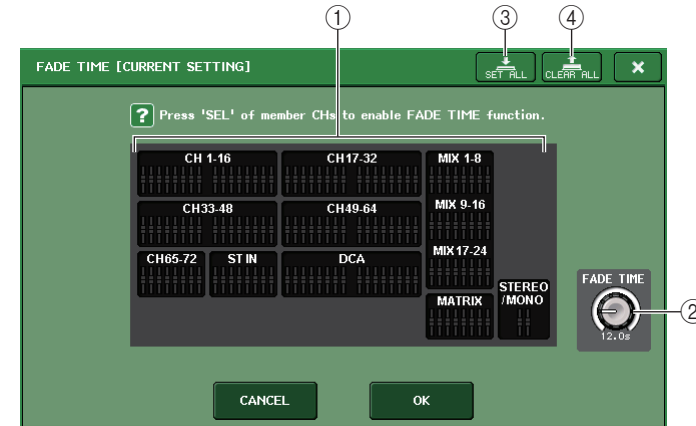 ① ③ ④
FADE TIME [CURRENT SETTING]
SET ALL
CLEAR ALL
×
? Press 'SEL' of member CHs to enable FADE TIME function.
CH 1-16
CH17-32
MIX 1-8
CH33-48
CH49-64
MIX 9-16
CH65-72
ST IN
DCA
MIX17-24
MATRIX
STEREO
/MONO
FADE TIME
②
12.0s
CANCEL
OK